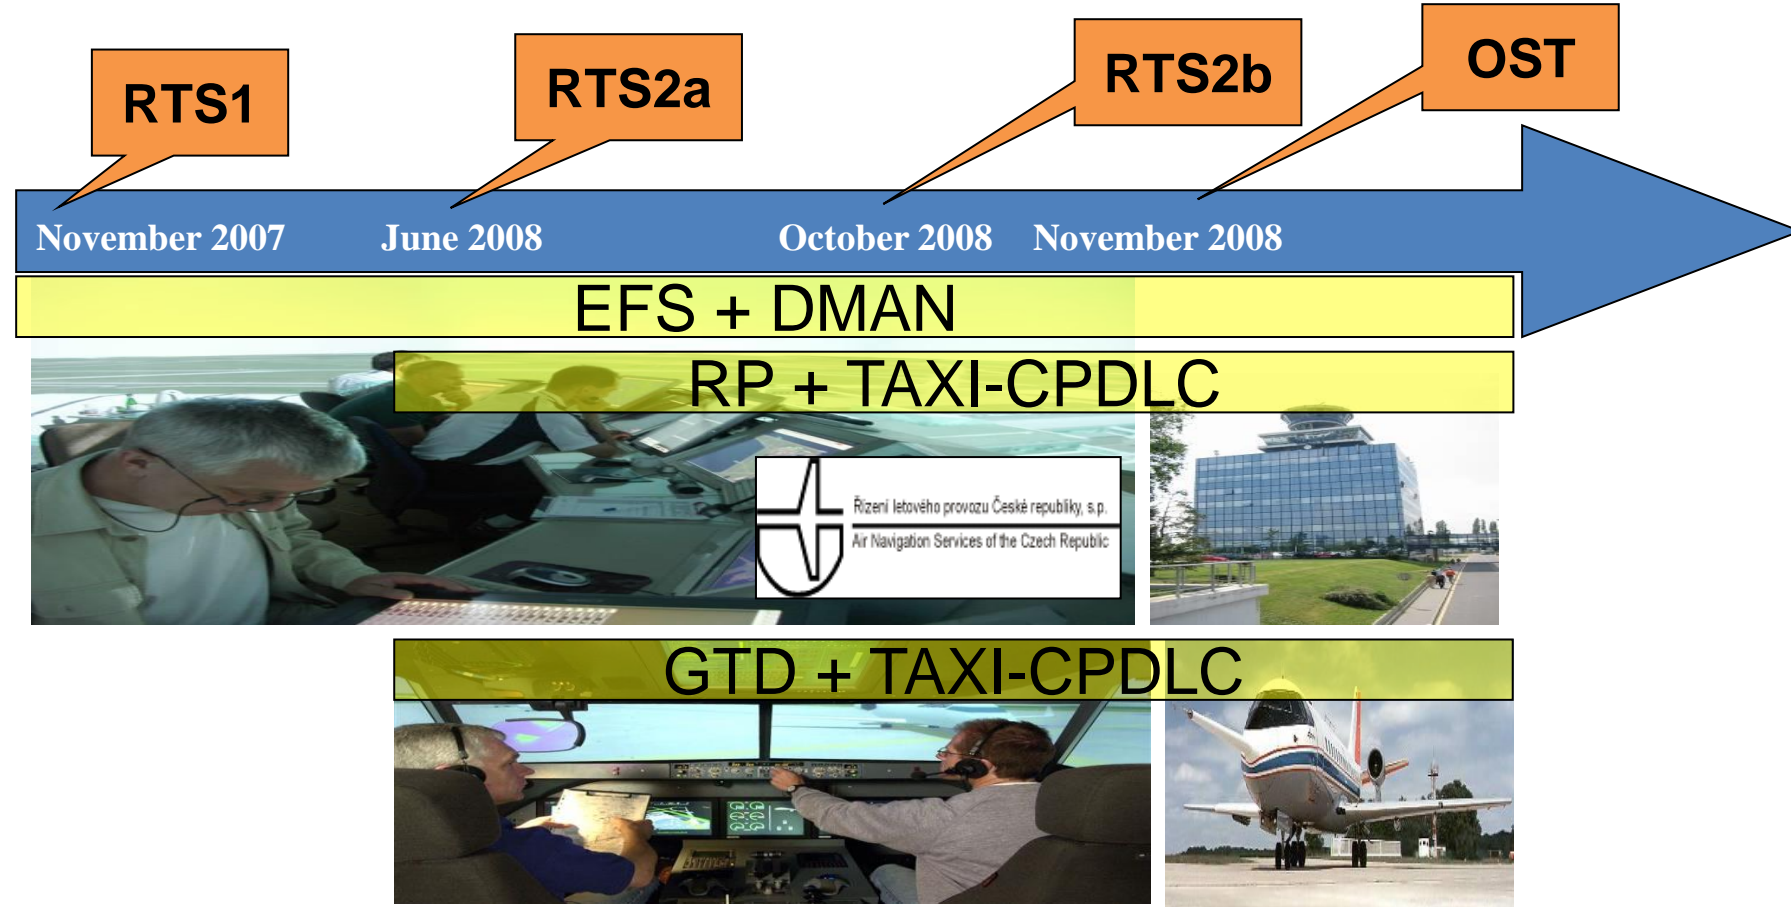 RTS1
RTS2a
RTS2b
OST
November 2007
June 2008
October 2008
November 2008
EFS + DMAN
RP + TAXI-CPDLC
Řízení letového provozu České republiky, s.p.
Air Navigation Services of the Czech Republic
GTD + TAXI-CPDLC